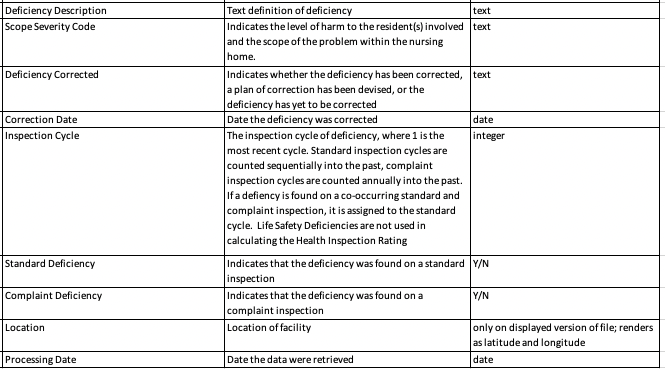 Deficiency Description Text definition of deficiency text
Scope Severity Code Indicates the level of harm to the resident(s) involved text
and the scope of the problem within the nursing
home.
Deficiency Corrected Indicates whether the deficiency has been corrected, text
a plan of correction has been devised, or the
deficiency has yet to be corrected
Correction Date Date the deficiency was corrected date
Inspection Cycle The inspection cycle of deficiency, where 1 is the integer
most recent cycle. Standard inspection cycles are
counted sequentially into the past, complaint
inspection cycles are counted annually into the past.
If a defiency is found on a co-occurring standard and
complaint inspection, it is assigned to the standard
cycle. Life Safety Deficiencies are not used in
calculating the Health Inspection Rating
Standard Deficiency Indicates that the deficiency was found on a standard Y/N
inspection
Complaint Deficiency Indicates that the deficiency was found on a Y/N
complaint inspection
Location Location of facility only on displayed version of file; renders
as latitude and longitude
Processing Date Date the data were retrieved date